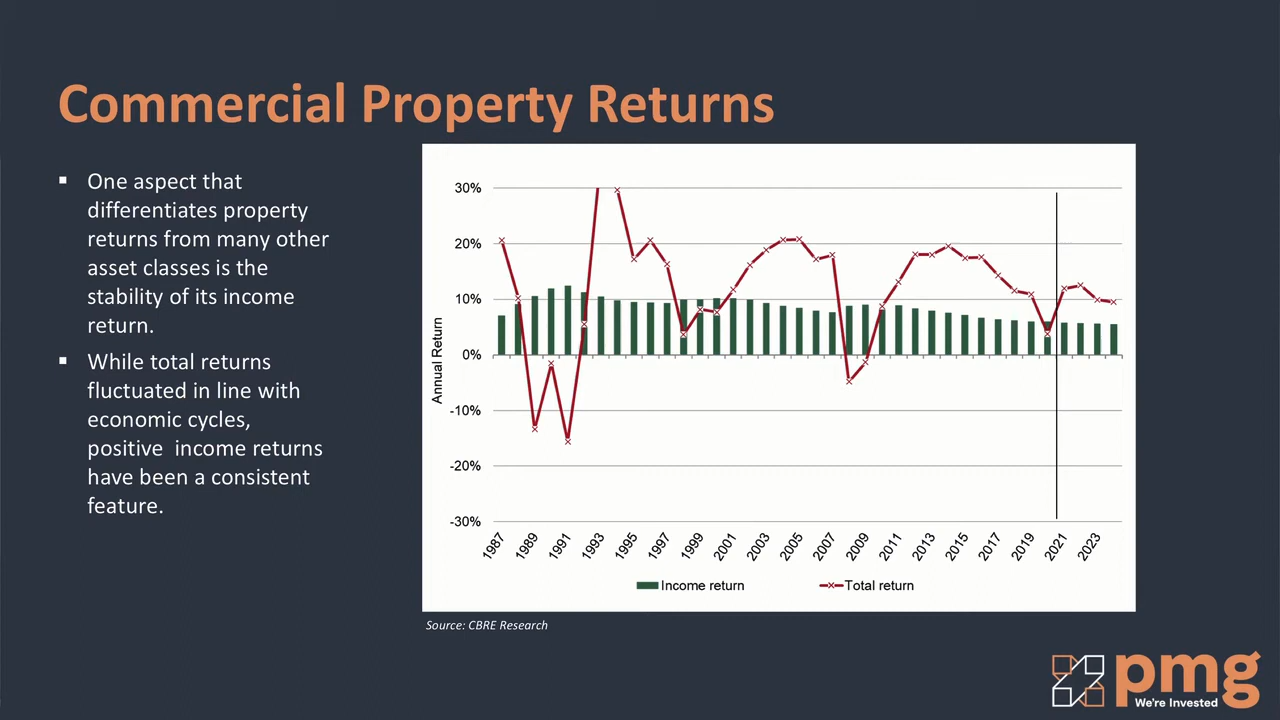 Commercial Property Returns
▪ One aspect that
differentiates property
returns from many other
asset classes is the
stability of its income
return.
▪ While total returns
fluctuated in line with
economic cycles,
positive  income returns
have been a consistent
feature.
30%
20%
10%
0%
-10%
-20%
-30%
Annual Return
1987 1989 1991 1993 1995 1997 1999 2001 2003 2005 2007 2009 2011 2013 2015 2017 2019 2021 2023
Income return Total return
Source: CBRE Research
pmg
We're Invested